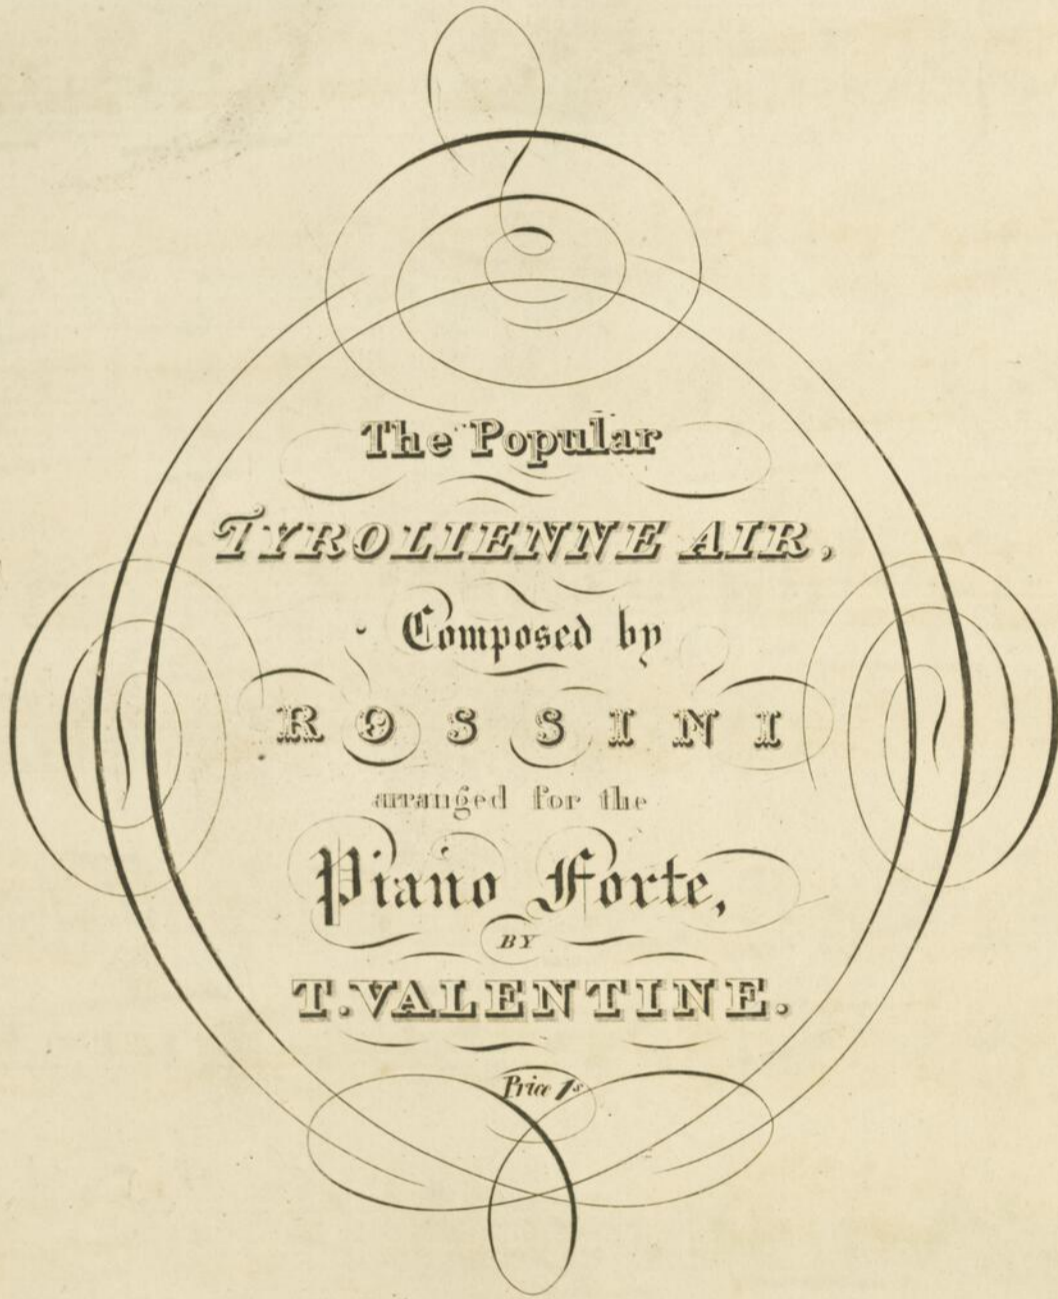 The Popular
TYROLIENNE AIR,
Composed by
ROSSINI
arranged for the
Piano Forte,
BY
T. VALENTINE.
Price 1s